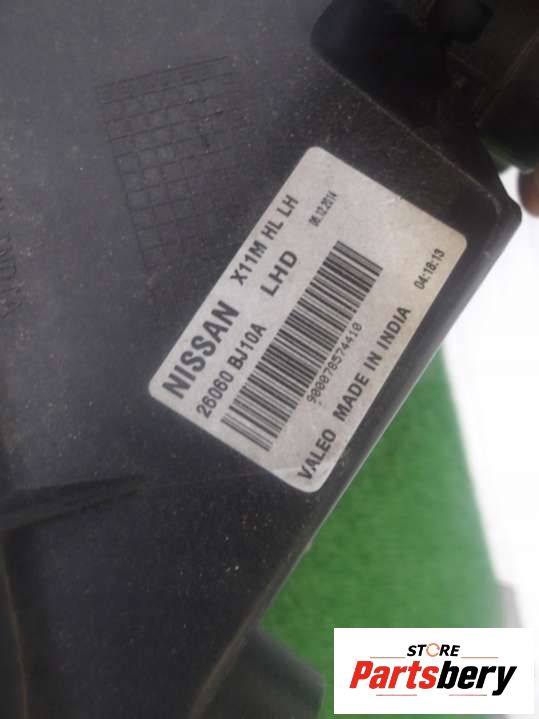 NISSAN X11M HL LH 06.12.2014
26060 BJ10A LHD
900078574410
VALEO MADE IN INDIA 04:18:13
STORE
Partsbery